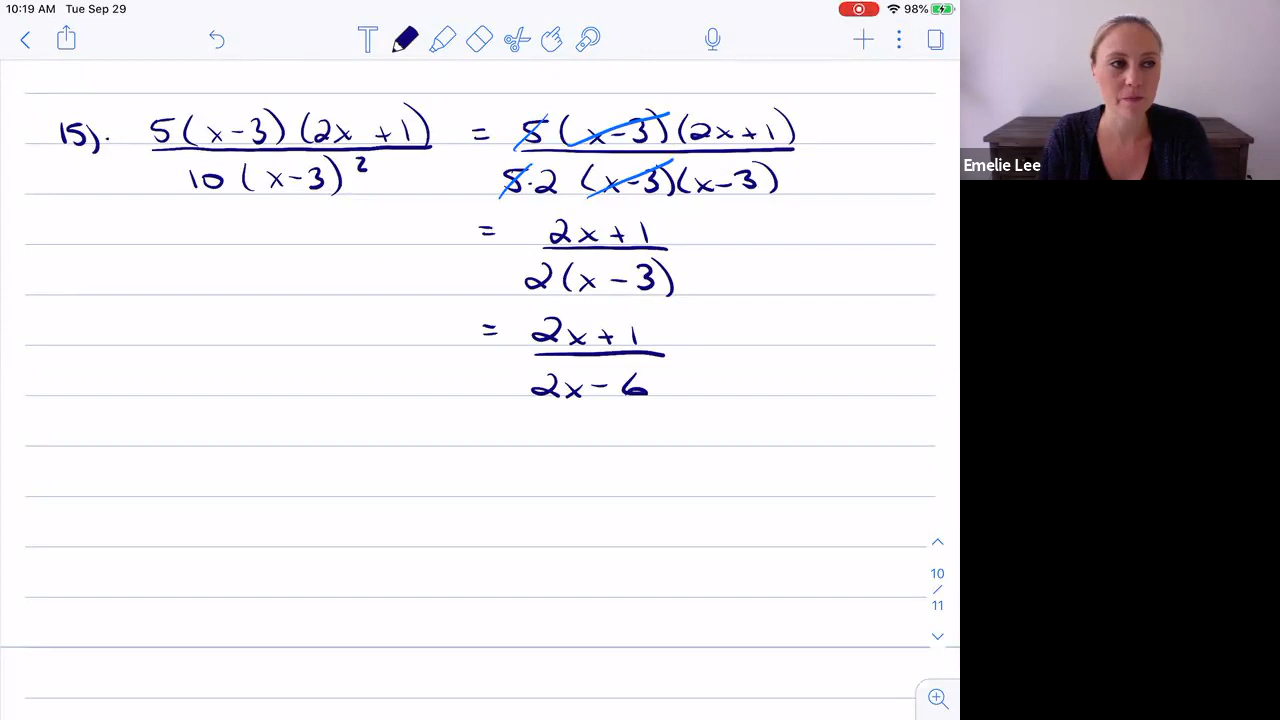 10:19 AM Tue Sep 29
98%
15). 5(x-3)(2x+1) = 5(x-3)(2x+1)
10(x-3)² 5·2 (x-3)(x-3)
= 2x+1
2(x-3)
= 2x+1
2x-6
Emelie Lee
10
/
11